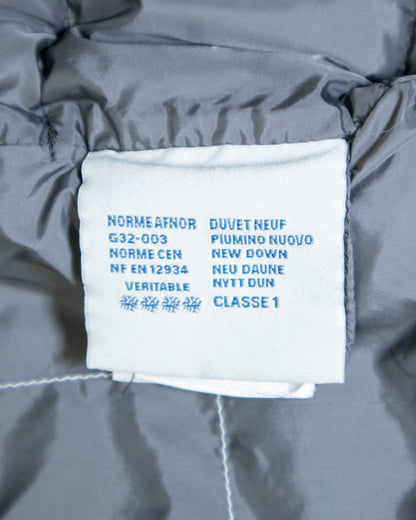 NORME AFNOR
G32-003
NORME CEN
NF EN 12934
VERITABLE
DUVET NEUF
PIUMINO NUOVO
NEW DOWN
NEU DAUNE
NYTT DUN
CLASSE 1